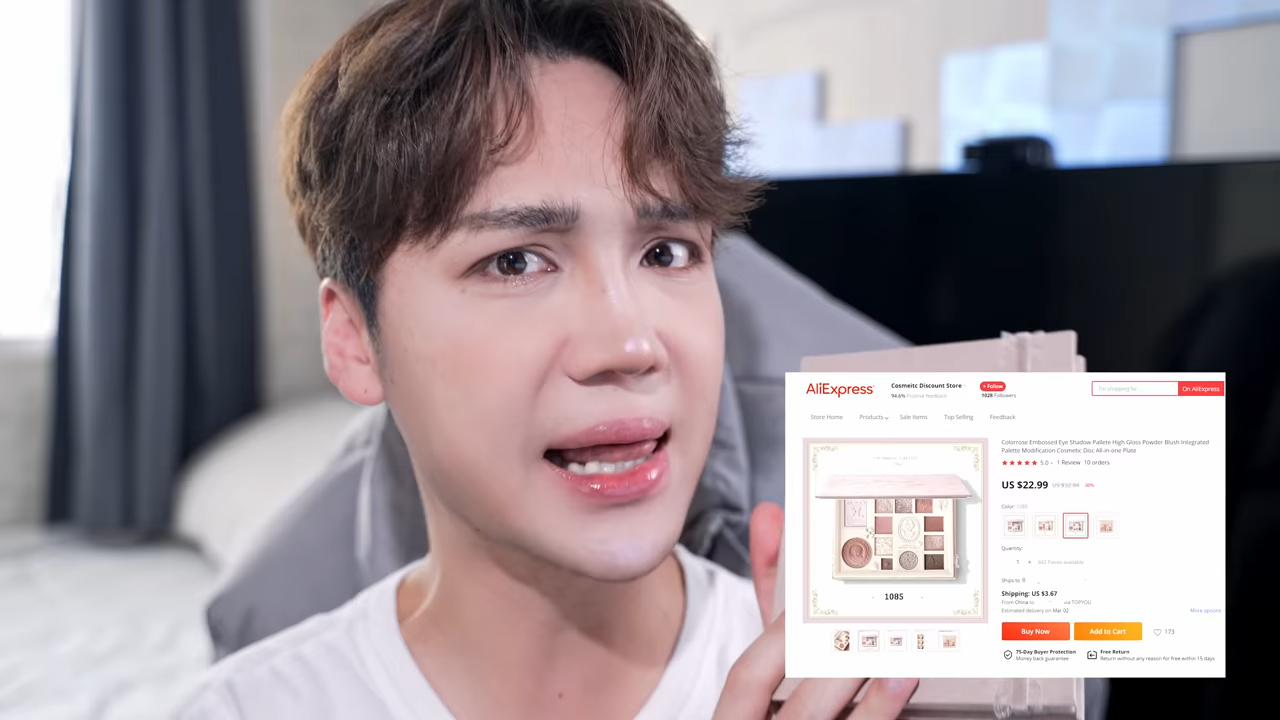 AliExpress
Cosmeitc Discount Store
+ Follow
94.6% Positive feedback
1028 Followers
I'm shopping for...
On AliExpress
Store Home
Products
Sale Items
Top Selling
Feedback
Colorrose Embossed Eye Shadow Pallete High Gloss Powder Blush Integrated
Palette Modification Cosmetic Disc All-in-one Plate
5.0
1 Review
10 orders
US $22.99
US $32.84
30%
Color: 1085
Quantity:
1
+
Pieces available
Ships to
Shipping: US $3.67
From China to
via TOPYOU
Estimated delivery on Mar 02
More options
Buy Now
Add to Cart
173
75-Day Buyer Protection
Money back guarantee
Free Return
Return without any reason for free within 15 days
1085